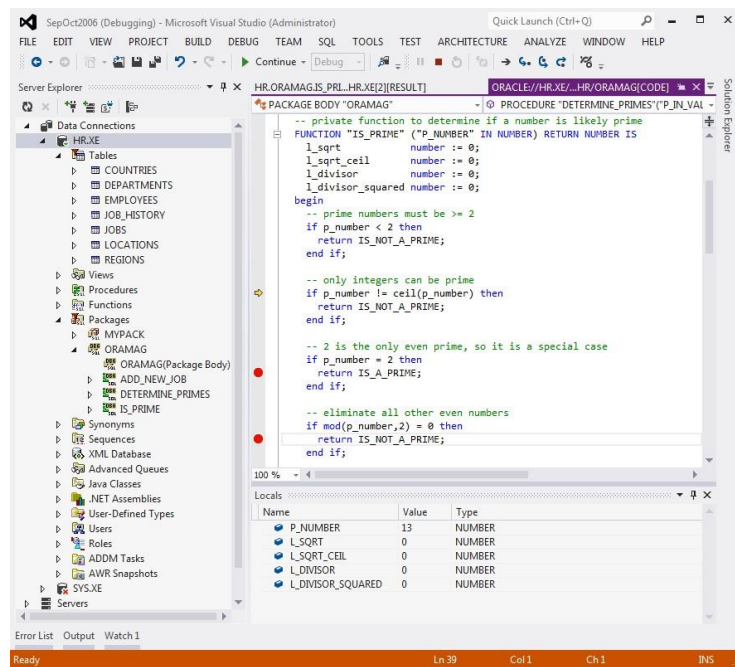 SepOct2006 (Debugging) - Microsoft Visual Studio (Administrator)
Quick Launch (Ctrl+Q)
FILE EDIT VIEW PROJECT BUILD DEBUG TEAM SQL TOOLS TEST ARCHITECTURE ANALYZE WINDOW HELP
Continue - Debug
Server Explorer
Data Connections
HR.XE
Tables
COUNTRIES
DEPARTMENTS
EMPLOYEES
JOB_HISTORY
JOBS
LOCATIONS
REGIONS
Views
Procedures
Functions
Packages
MYPACK
ORAMAG
ORAMAG(Package Body)
ADD_NEW_JOB
DETERMINE_PRIMES
IS_PRIME
Synonyms
Sequences
XML Database
Advanced Queues
Java Classes
.NET Assemblies
User-Defined Types
Users
Roles
ADDM Tasks
AWR Snapshots
SYS.XE
Servers
HR.ORAMAG.IS_PRI...HR.XE[2][RESULT]
ORACLE://HR.XE/...HR/ORAMAG[CODE]
PACKAGE BODY "ORAMAG"
PROCEDURE "DETERMINE_PRIMES"("P_IN_VAL
-- private function to determine if a number is likely prime
FUNCTION "IS_PRIME" ("P_NUMBER" IN NUMBER) RETURN NUMBER IS
l_sqrt number := 0;
l_sqrt_ceil number := 0;
l_divisor number := 0;
l_divisor_squared number := 0;
begin
-- prime numbers must be >= 2
if p_number < 2 then
return IS_NOT_A_PRIME;
end if;
-- only integers can be prime
if p_number != ceil(p_number) then
return IS_NOT_A_PRIME;
end if;
-- 2 is the only even prime, so it is a special case
if p_number = 2 then
return IS_A_PRIME;
end if;
-- eliminate all other even numbers
if mod(p_number,2) = 0 then
return IS_NOT_A_PRIME;
end if;
100 %
Locals
Name Value Type
P_NUMBER 13 NUMBER
L_SQRT 0 NUMBER
L_SQRT_CEIL 0 NUMBER
L_DIVISOR 0 NUMBER
L_DIVISOR_SQUARED 0 NUMBER
Solution Explorer
Error List Output Watch 1
Ready Ln 39 Col 1 Ch 1 INS